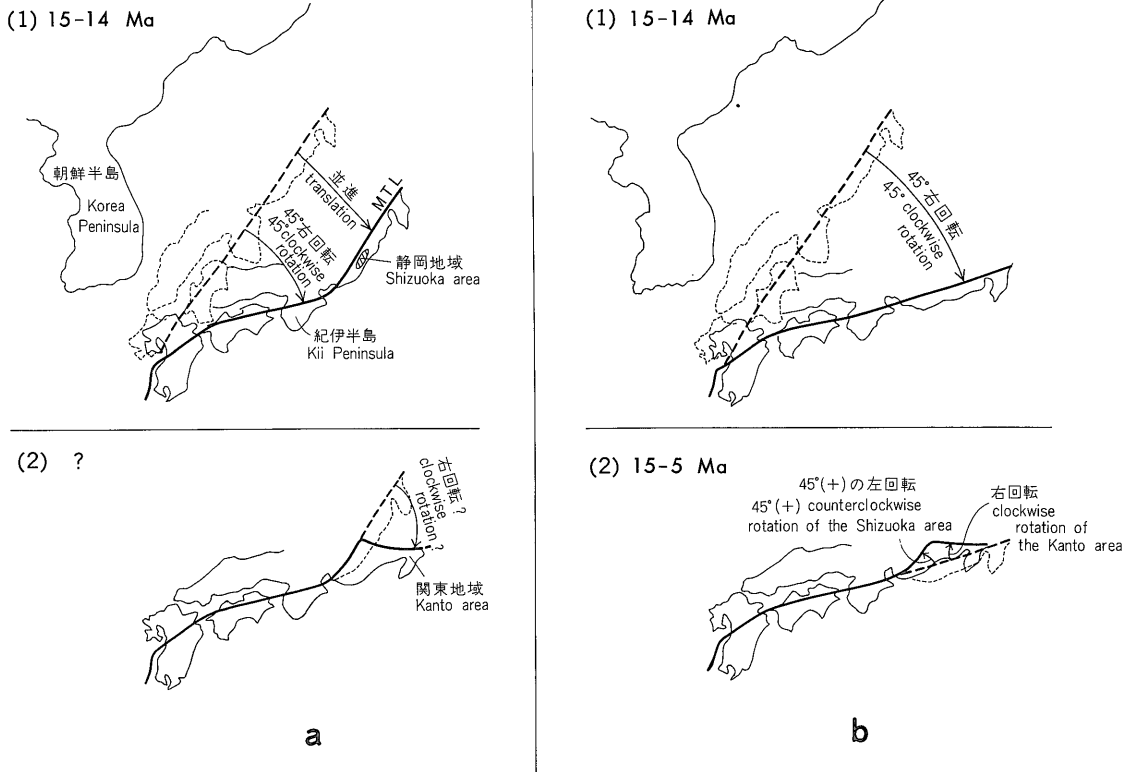 (1) 15-14 Ma
朝鮮半島
Korea
Peninsula
並進
translation
M T L
45°右回転
45°clockwise
rotation
静岡地域
Shizuoka area
紀伊半島
Kii Peninsula
(2) ?
右回転?
clockwise
rotation?
?
関東地域
Kanto area
a
(1) 15-14 Ma
45°右回転
45°clockwise
rotation
(2) 15-5 Ma
45°(+)の左回転
45°(+) counterclockwise
rotation of the Shizuoka area
右回転
clockwise
rotation of
the Kanto area
b